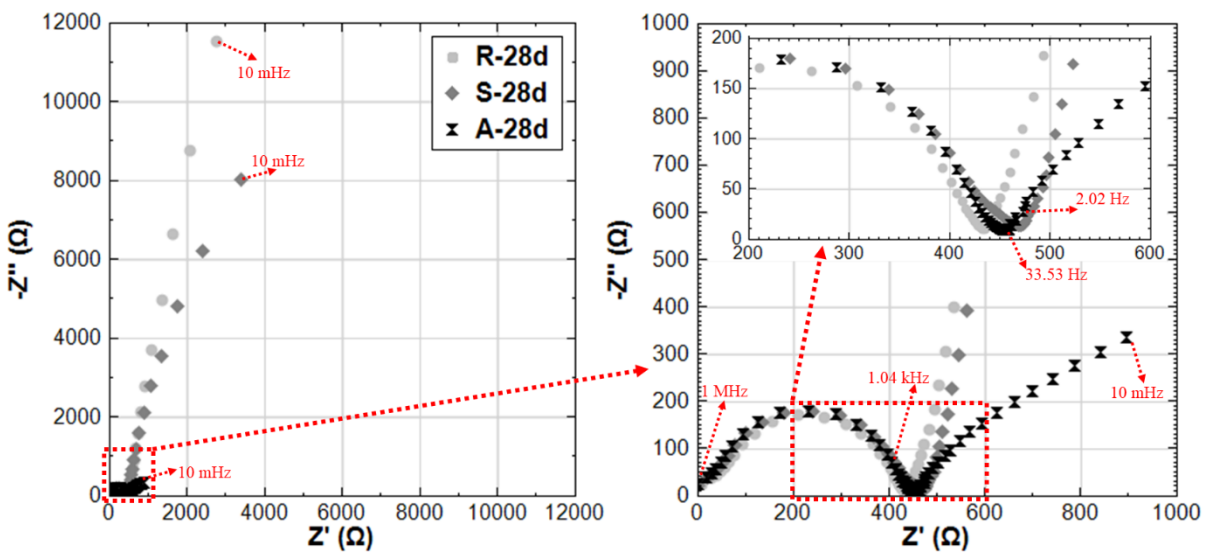 12000
10000
8000
6000
4000
2000
0
-Z'' (Ω)
0 2000 4000 6000 8000 10000 12000
Z' (Ω)
R-28d
S-28d
A-28d
10 mHz
10 mHz
10 mHz
1000
900
800
700
600
500
400
300
200
100
0
-Z'' (Ω)
0 200 400 600 800 1000
Z' (Ω)
200
150
100
50
0
200 300 400 500 600
2.02 Hz
33.53 Hz
1 MHz
1.04 kHz
10 mHz